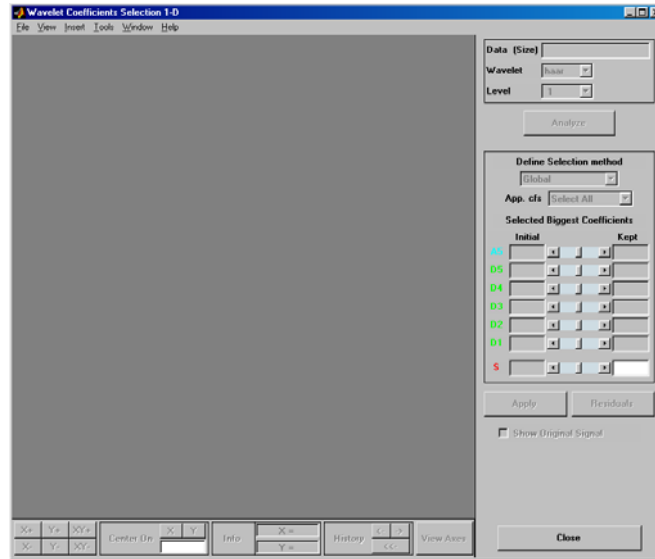 Wavelet Coefficients Selection 1-D
File View Insert Tools Window Help
Data (Size)
Wavelet haar
Level 1
Analyze
Define Selection method
Global
App. cfs Select All
Selected Biggest Coefficients
Initial Kept
A5
D5
D4
D3
D2
D1
S
Apply Residuals
Show Original Signal
X+ Y+ XY+
X- Y- XY-
Center On X Y
Info X = Y =
History <- -> <<-
View Axes
Close